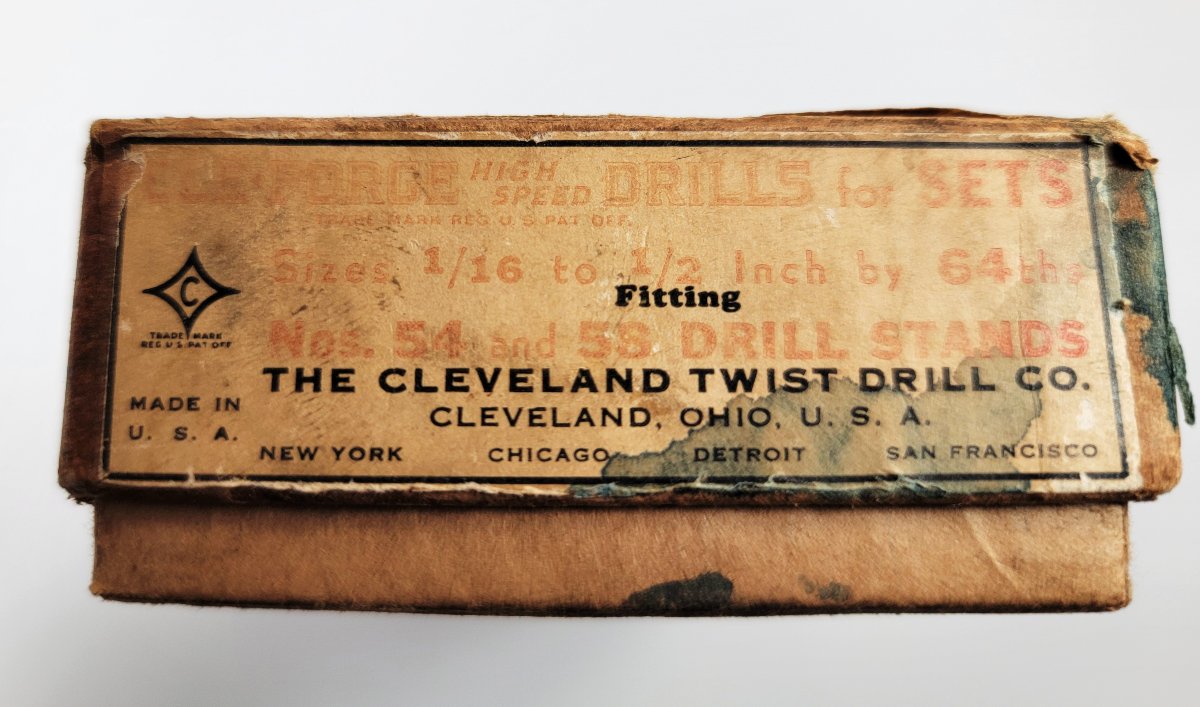 CLE-FORGE HIGH SPEED DRILLS for SETS
TRADE MARK REG. U. S. PAT. OFF.
Sizes 1/16 to 1/2 Inch by 64ths
Fitting
Nos. 54 and 58 DRILL STANDS
C
TRADE MARK
REG. U. S. PAT. OFF.
THE CLEVELAND TWIST DRILL CO.
MADE IN
U. S. A.
CLEVELAND, OHIO, U. S. A.
NEW YORK CHICAGO DETROIT SAN FRANCISCO